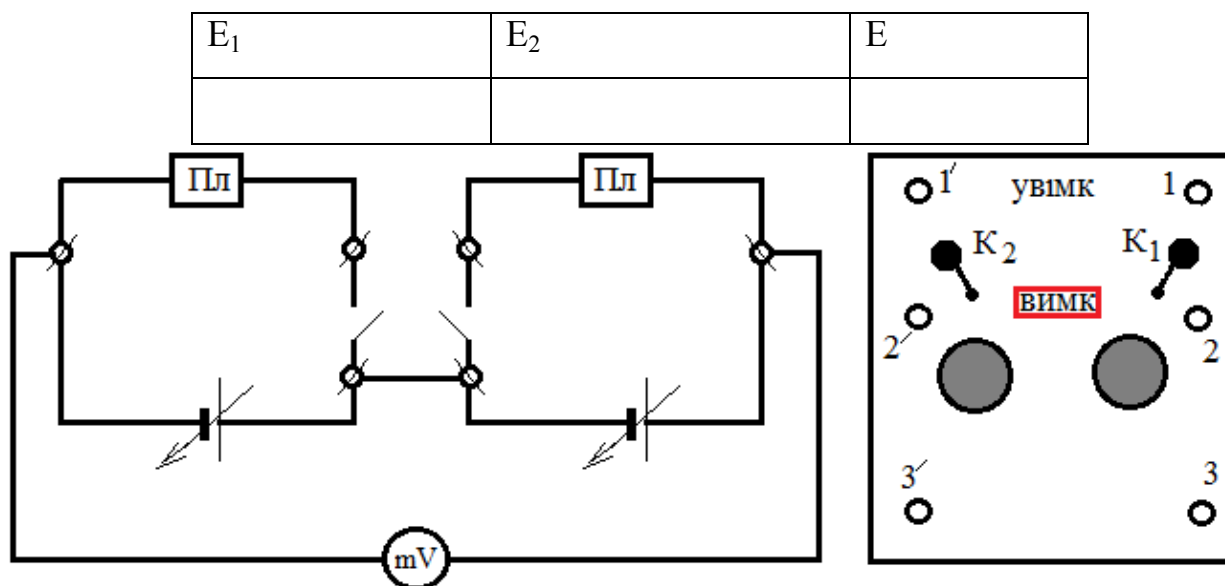 E₁ E₂ E
Пл Пл
mV
1′ увімк 1
K₂ K₁
вимк
2′ 2
3′ 3